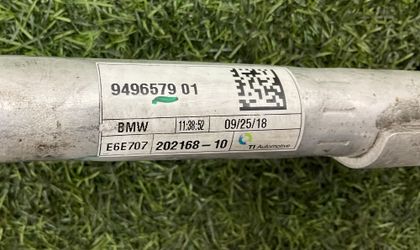 9496579 01
BMW 11:38:52 09/25/18
E6E707 202168-10 TI Automotive